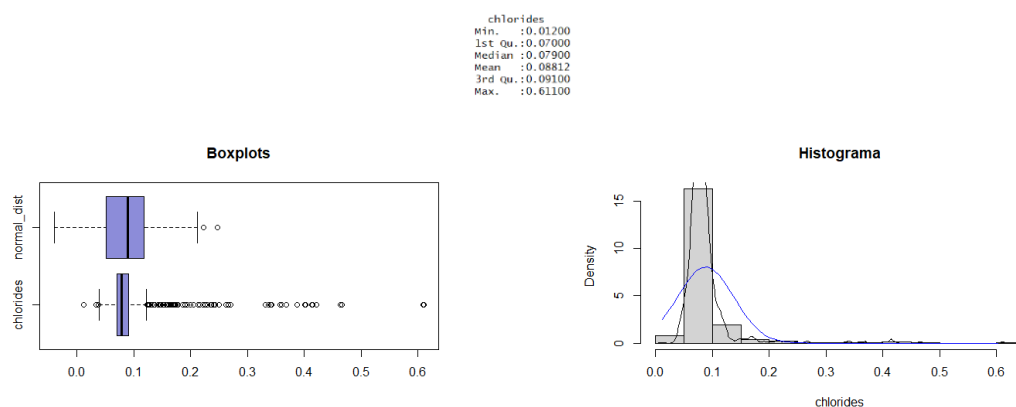 chlorides
Min. :0.01200
1st Qu.:0.07000
Median :0.07900
Mean :0.08812
3rd Qu.:0.09100
Max. :0.61100
Boxplots
normal_dist
chlorides
0.0 0.1 0.2 0.3 0.4 0.5 0.6
Histograma
Density
15
10
5
0
0.0 0.1 0.2 0.3 0.4 0.5 0.6
chlorides